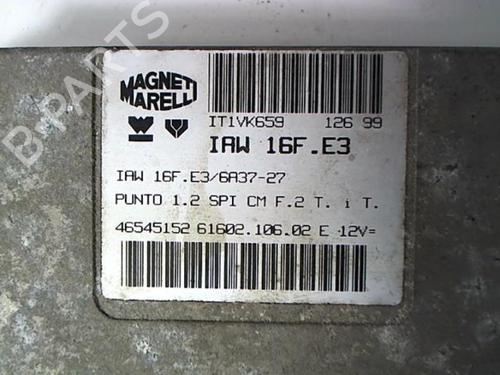 MAGNETI
MARELLI
IT1VK659 126 99
IAW 16F.E3
IAW 16F.E3/6A37-27
PUNTO 1.2 SPI CM F.2 T. i T.
46545152 61602.106.02 E -12V=
B-PARTS